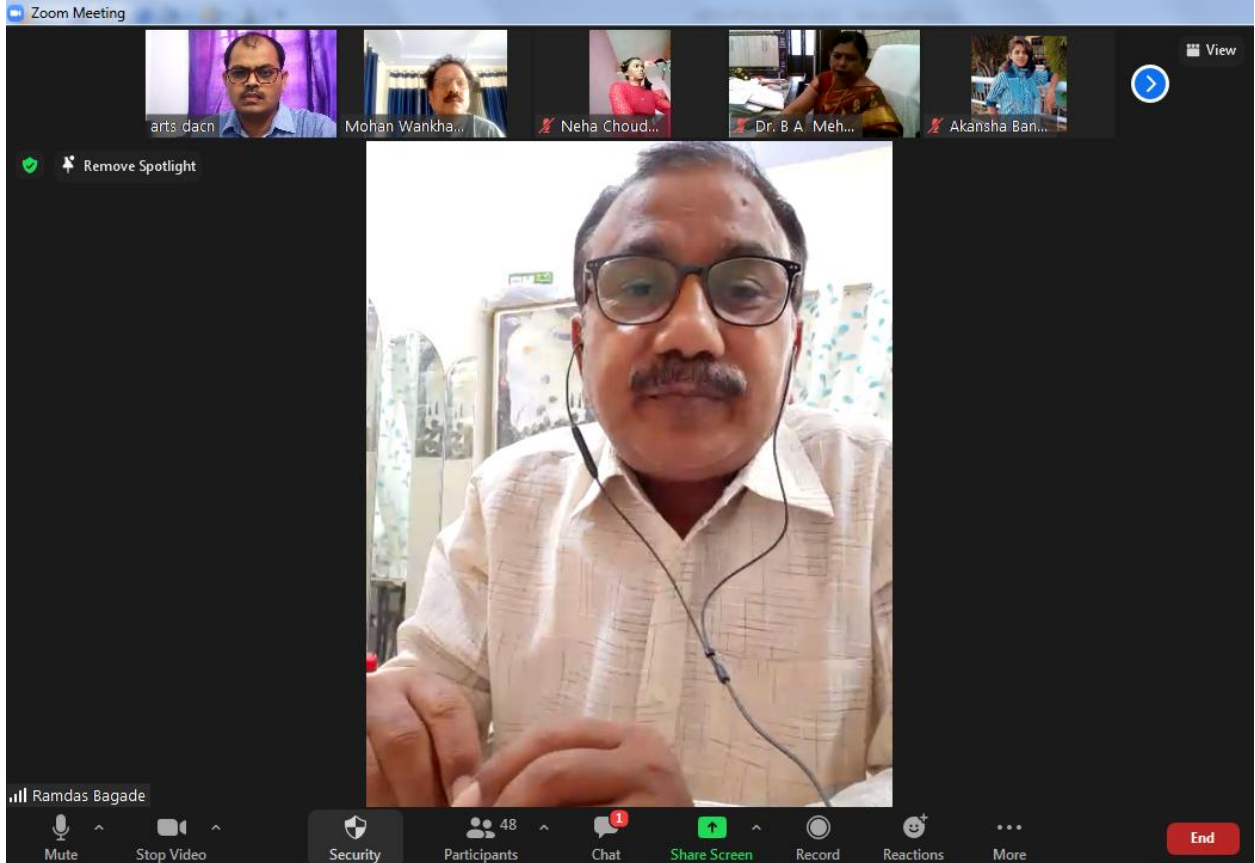 Zoom Meeting
View
arts dacn
Mohan Wankha...
Neha Choud...
Dr. B A Meh...
Akansha Ban...
Remove Spotlight
Ramdas Bagade
48
1
Mute
Stop Video
Security
Participants
Chat
Share Screen
Record
Reactions
More
End